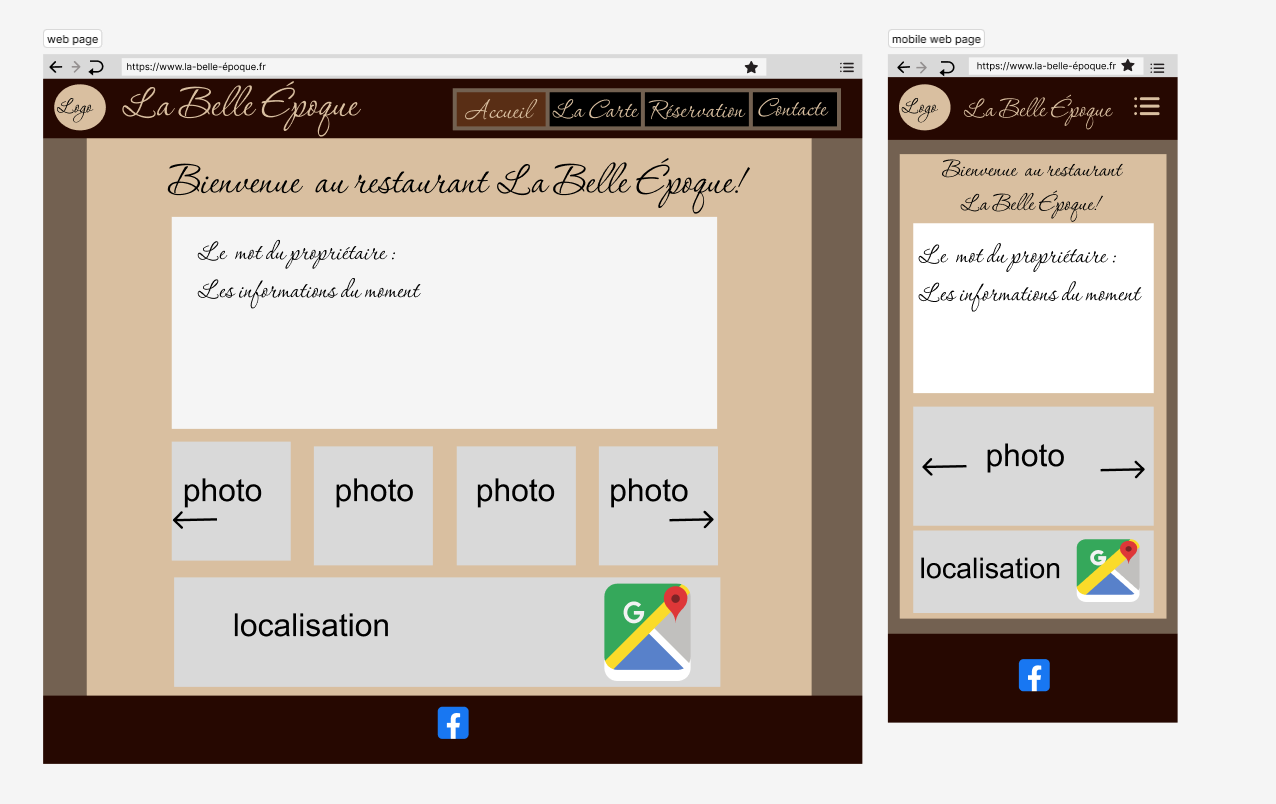 web page
https://www.la-belle-époque.fr
Logo
La Belle Époque
Accueil
La Carte
Réservation
Contacte
Bienvenue au restaurant La Belle Époque!
Le mot du propriétaire :
Les informations du moment
photo
photo
photo
photo
localisation
G
mobile web page
https://www.la-belle-époque.fr
Logo
La Belle Époque
Bienvenue au restaurant
La Belle Époque!
Le mot du propriétaire :
Les informations du moment
photo
localisation
G